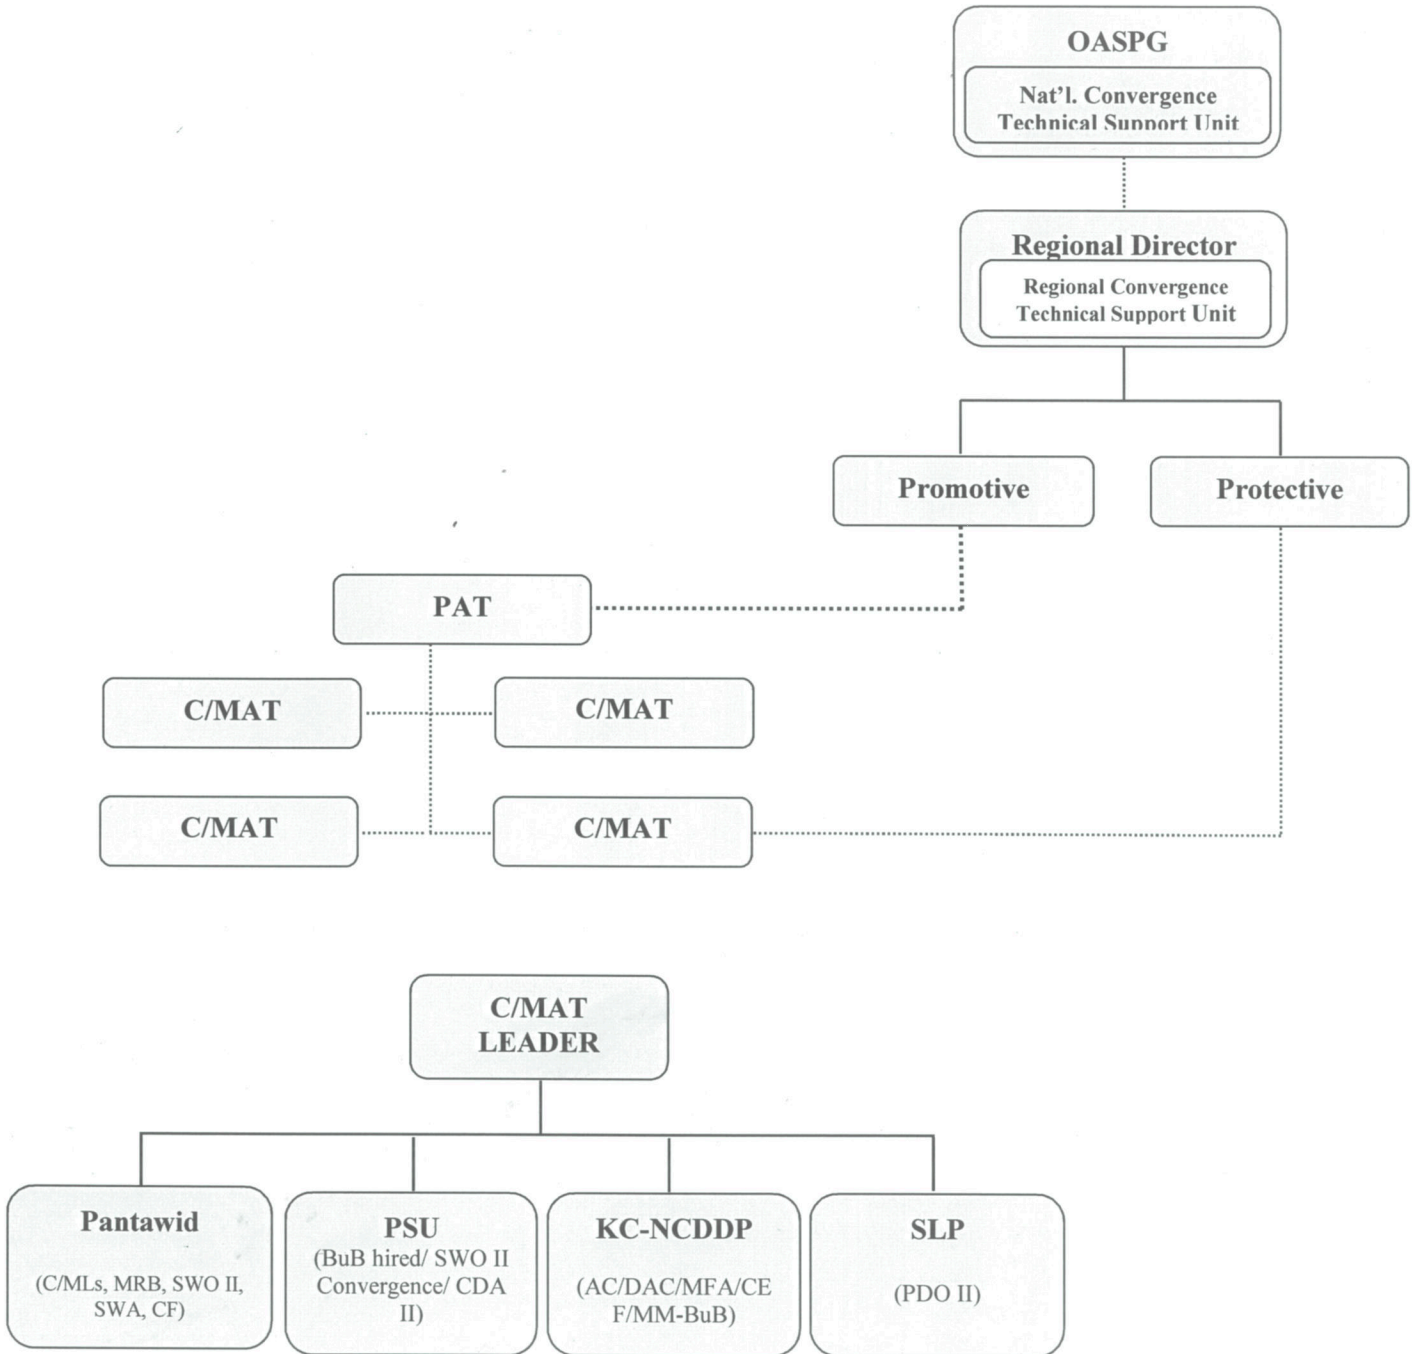 OASPG
Nat'l. Convergence
Technical Support Unit
Regional Director
Regional Convergence
Technical Support Unit
Promotive
Protective
PAT
C/MAT
C/MAT
C/MAT
C/MAT
C/MAT
LEADER
Pantawid
(C/MLs, MRB, SWO II,
SWA, CF)
PSU
(BuB hired/ SWO II
Convergence/ CDA
II)
KC-NCDDP
(AC/DAC/MFA/CE
F/MM-BuB)
SLP
(PDO II)